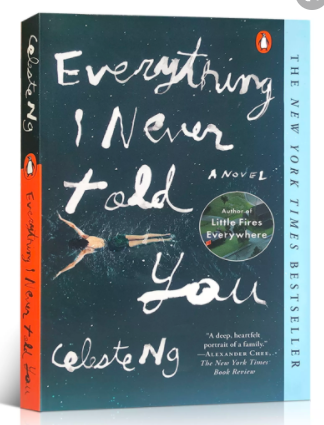 Everything
I Never
told
A NOVEL
Author of
Little Fires
Everywhere
You
Celeste Ng
"A deep, heartfelt
portrait of a family."
—ALEXANDER CHEE,
The New York Times
Book Review
THE NEW YORK TIMES BESTSELLER
Celeste Ng
Everything I Never told You